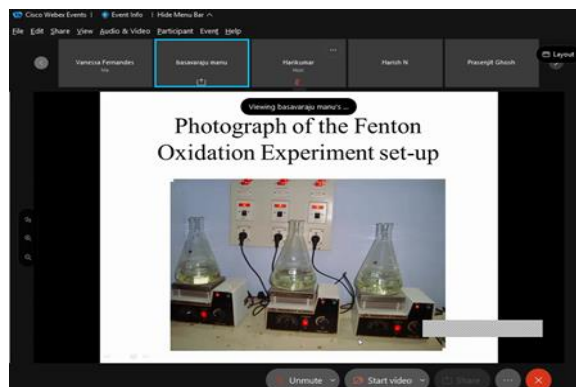 Cisco Webex Events | Event Info | Hide Menu Bar ^
File Edit Share View Audio & Video Participant Event Help
Vanessa Fernandes
Me
basavaraju manu
Harikumar
Host
Harish N
Prasenjit Ghosh
Layout
Viewing basavaraju manu's ...
Photograph of the Fenton
Oxidation Experiment set-up
Unmute
Start video
Share